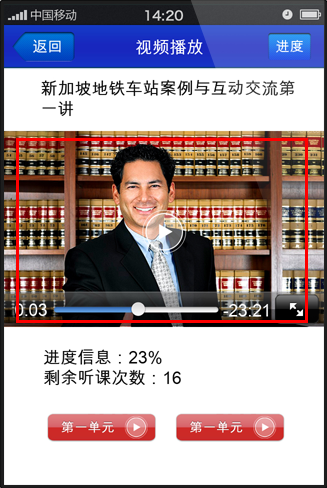 中国移动 14:20
返回 视频播放 进度
新加坡地铁车站案例与互动交流第
一讲
0.03 -23:21
进度信息：23%
剩余听课次数：16
第一单元 第一单元